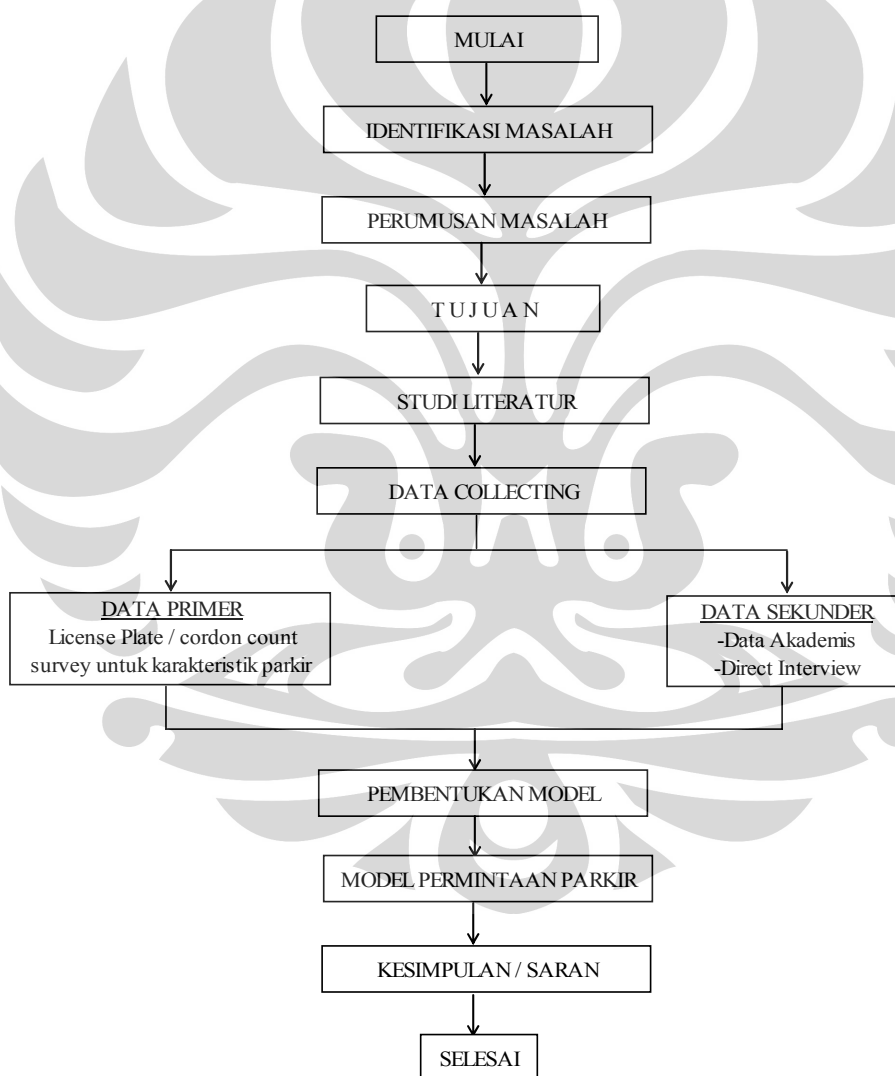 MULAI
IDENTIFIKASI MASALAH
PERUMUSAN MASALAH
T U J U A N
STUDI LITERATUR
DATA COLLECTING
DATA PRIMER
License Plate / cordon count
survey untuk karakteristik parkir
DATA SEKUNDER
-Data Akademis
-Direct Interview
PEMBENTUKAN MODEL
MODEL PERMINTAAN PARKIR
KESIMPULAN / SARAN
SELESAI